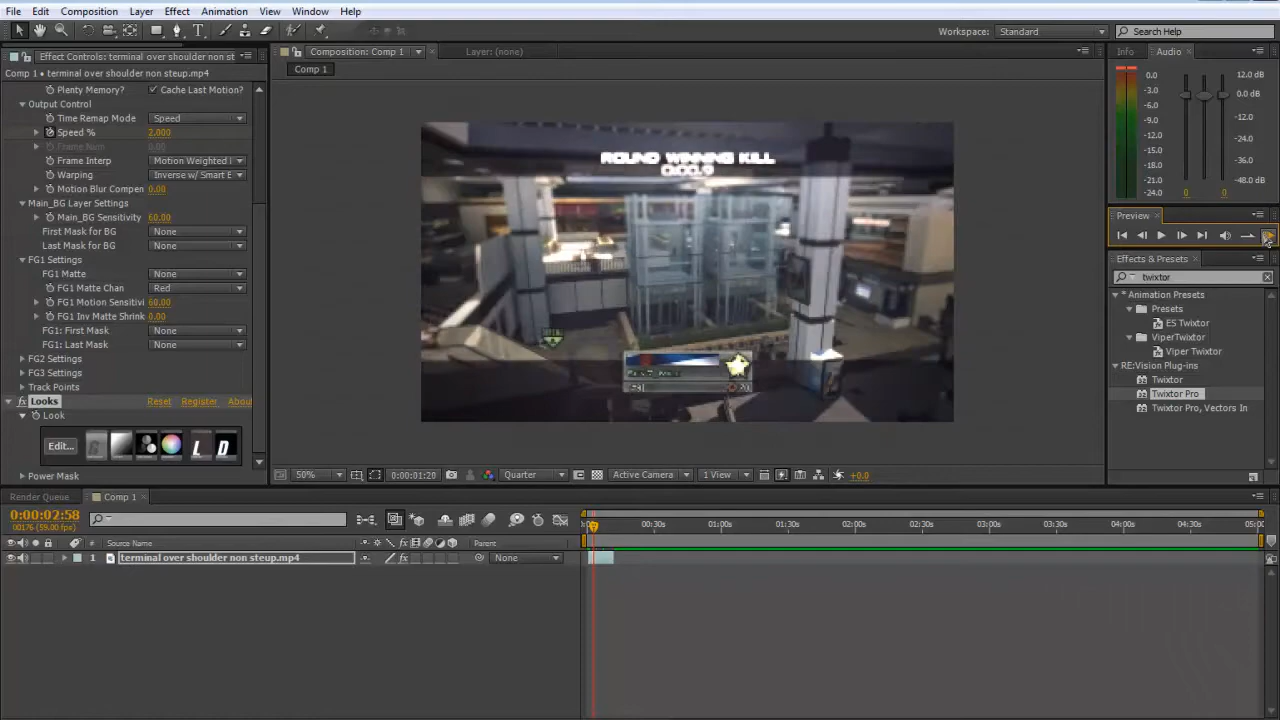 File Edit Composition Layer Effect Animation View Window Help
Workspace: Standard Search Help
Effect Controls: terminal over shoulder non st
Comp 1 • terminal over shoulder non steup.mp4
Plenty Memory? Cache Last Motion?
Output Control
Time Remap Mode Speed
Speed % 2.000
Frame Num 0.00
Frame Interp Motion Weighted
Warping Inverse w/ Smart
Motion Blur Compen 0.00
Main_BG Layer Settings
Main_BG Sensitivity 60.00
First Mask for BG None
Last Mask for BG None
FG1 Settings
FG1 Matte None
FG1 Matte Chan Red
FG1 Motion Sensitivi 60.00
FG1 Inv Matte Shrink 0.00
FG1: First Mask None
FG1: Last Mask None
FG2 Settings
FG3 Settings
Track Points
Looks Reset Register Abou
Look
Edit... L D
Power Mask
Composition: Comp 1 Layer: (none)
Comp 1
ROUND WINNING KILL
0:00.9
50% 0:00:01:20 Quarter Active Camera 1 View +0.0
Info Audio
0.0 12.0 dB
-3.0
-6.0 0.0 dB
-9.0
-12.0 -12.0
-15.0 -24.0
-18.0 -36.0
-21.0
-24.0 0 0 -48.0 dB
Preview
Effects & Presets
twixtor
* Animation Presets
Presets
ES Twixtor
ViperTwixtor
Viper Twixtor
RE:Vision Plug-ins
Twixtor
Twixtor Pro
Twixtor Pro, Vectors In
Render Queue Comp 1
0:00:02:58
00176 (59.00 fps)
00:30s 01:00s 01:30s 02:00s 02:30s 03:00s 03:30s 04:00s 04:30s 05:00
# Source Name Parent
1 terminal over shoulder non steup.mp4 None